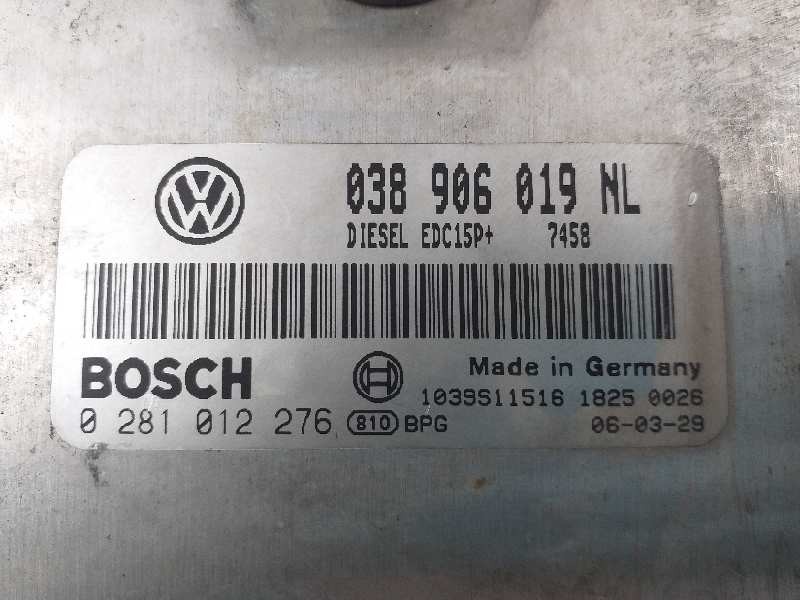 038 906 019 NL
DIESEL EDC15P+ 7458
BOSCH
Made in Germany
1039S11516 1825 0026
0 281 012 276 810 BPG 06-03-29